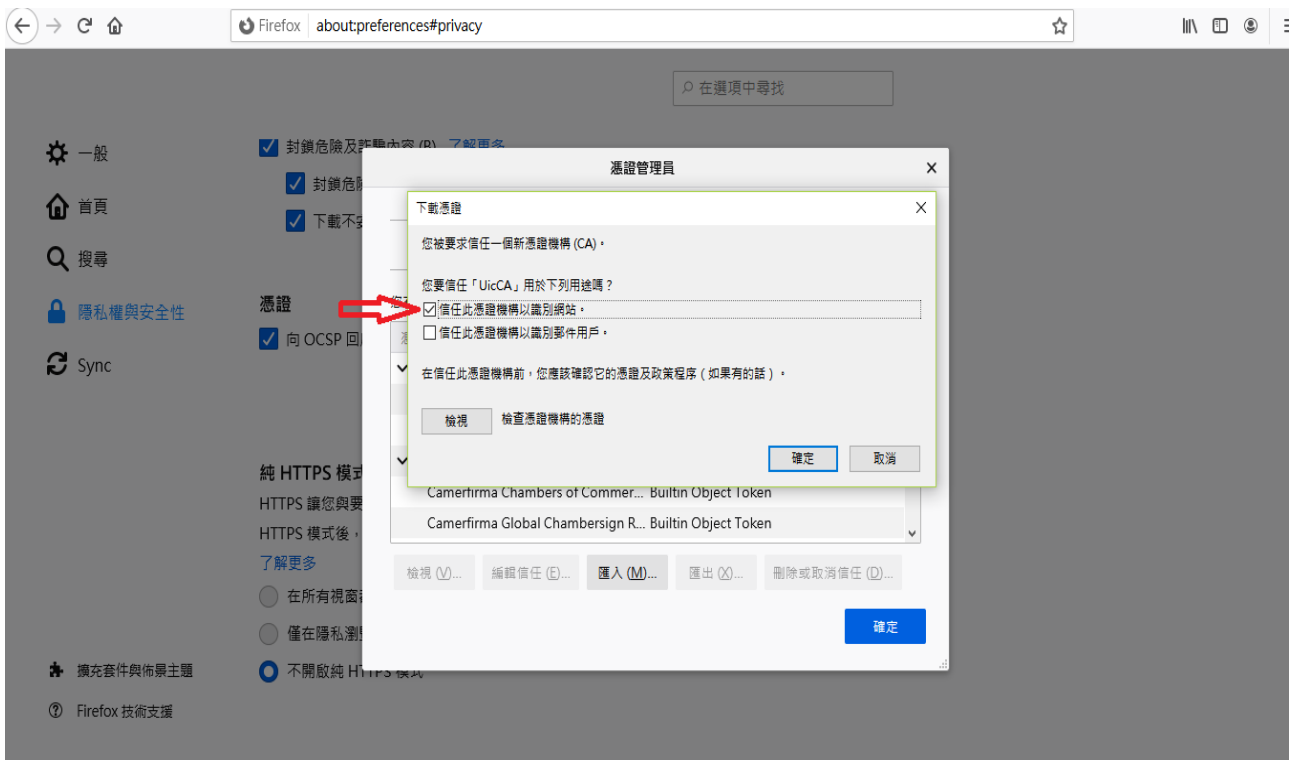 Firefox about:preferences#privacy
在選項中尋找
一般
首頁
搜尋
隱私權與安全性
Sync
擴充套件與佈景主題
Firefox 技術支援
封鎖危險及詐騙內容 (B) 了解更多
封鎖危險
下載不安
憑證
向 OCSP 回
純 HTTPS 模式
HTTPS 讓您與要
HTTPS 模式後，
了解更多
在所有視窗
僅在隱私瀏
不開啟純 HTTPS 模式
憑證管理員
下載憑證
您被要求信任一個新憑證機構 (CA)。
您要信任「UicCA」用於下列用途嗎？
信任此憑證機構以識別網站。
信任此憑證機構以識別郵件用戶。
在信任此憑證機構前，您應該確認它的憑證及政策程序（如果有的話）。
檢視 檢查憑證機構的憑證
確定 取消
Camerfirma Chambers of Commer... Builtin Object Token
Camerfirma Global Chambersign R... Builtin Object Token
檢視 (V)... 編輯信任 (E)... 匯入 (M)... 匯出 (X)... 刪除或取消信任 (D)...
確定